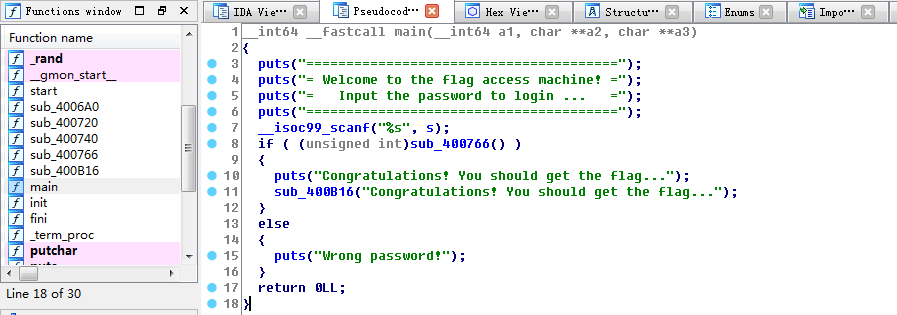 Functions window
Function name
_rand
__gmon_start__
start
sub_4006A0
sub_400720
sub_400740
sub_400766
sub_400B16
main
init
fini
_term_proc
putchar
Line 18 of 30
IDA Vie…
Pseudocod…
Hex Vie…
Structu…
Enums
Impo…
1 __int64 __fastcall main(__int64 a1, char **a2, char **a3)
2 {
3 puts("=======================================");
4 puts("= Welcome to the flag access machine! =");
5 puts("=   Input the password to login ...   =");
6 puts("=======================================");
7 __isoc99_scanf("%s", s);
8 if ( (unsigned int)sub_400766() )
9 {
10 puts("Congratulations! You should get the flag...");
11 sub_400B16("Congratulations! You should get the flag...");
12 }
13 else
14 {
15 puts("Wrong password!");
16 }
17 return 0LL;
18 }